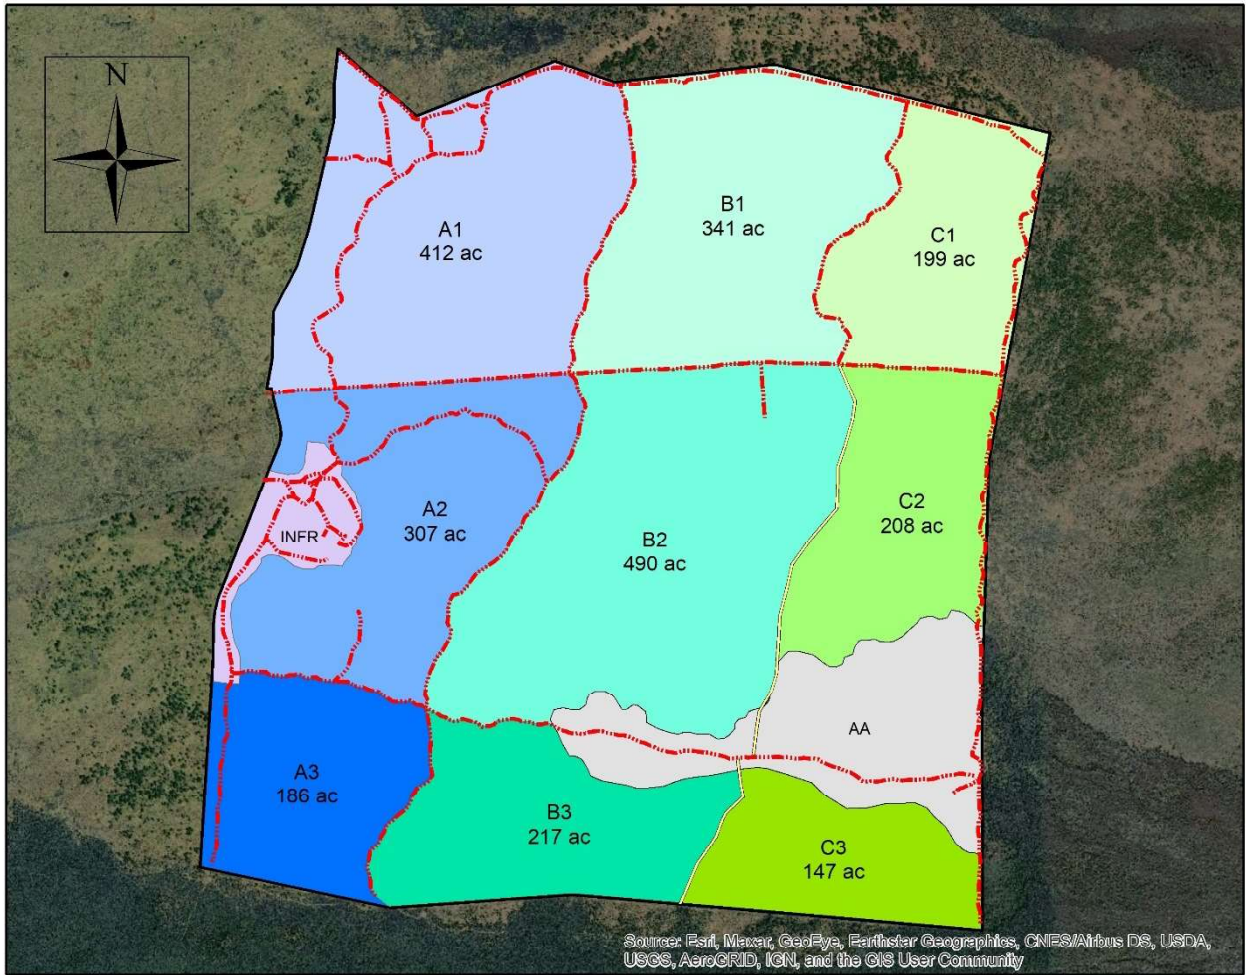 N
A1
412 ac
B1
341 ac
C1
199 ac
A2
307 ac
INFR
B2
490 ac
C2
208 ac
AA
A3
186 ac
B3
217 ac
C3
147 ac
Source: Esri, Maxar, GeoEye, Earthstar Geographics, CNES/Airbus DS, USDA,
USGS, AeroGRID, IGN, and the GIS User Community